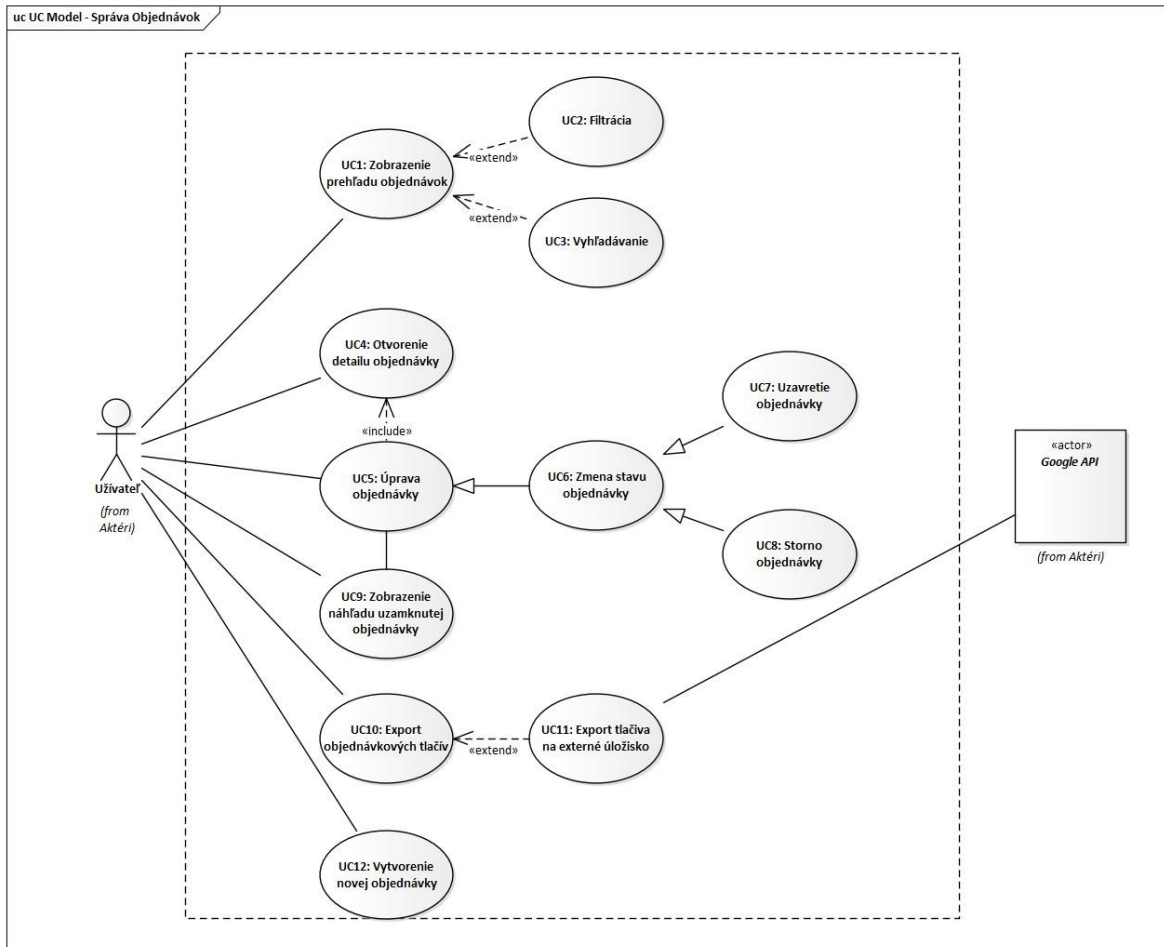 uc UC Model - Správa Objednávok
UC2: Filtrácia
UC1: Zobrazenie
prehľadu objednávok
«extend»
«extend»
UC3: Vyhľadávanie
UC4: Otvorenie
detailu objednávky
UC7: Uzavretie
objednávky
«include»
«actor»
Google API
UC5: Úprava
objednávky
UC6: Zmena stavu
objednávky
Užívateľ
(from
Aktéri)
UC8: Storno
objednávky
(from Aktéri)
UC9: Zobrazenie
náhľadu uzamknutej
objednávky
UC10: Export
objednávkových tlačív
«extend»
UC11: Export tlačiva
na externé úložisko
UC12: Vytvorenie
novej objednávky